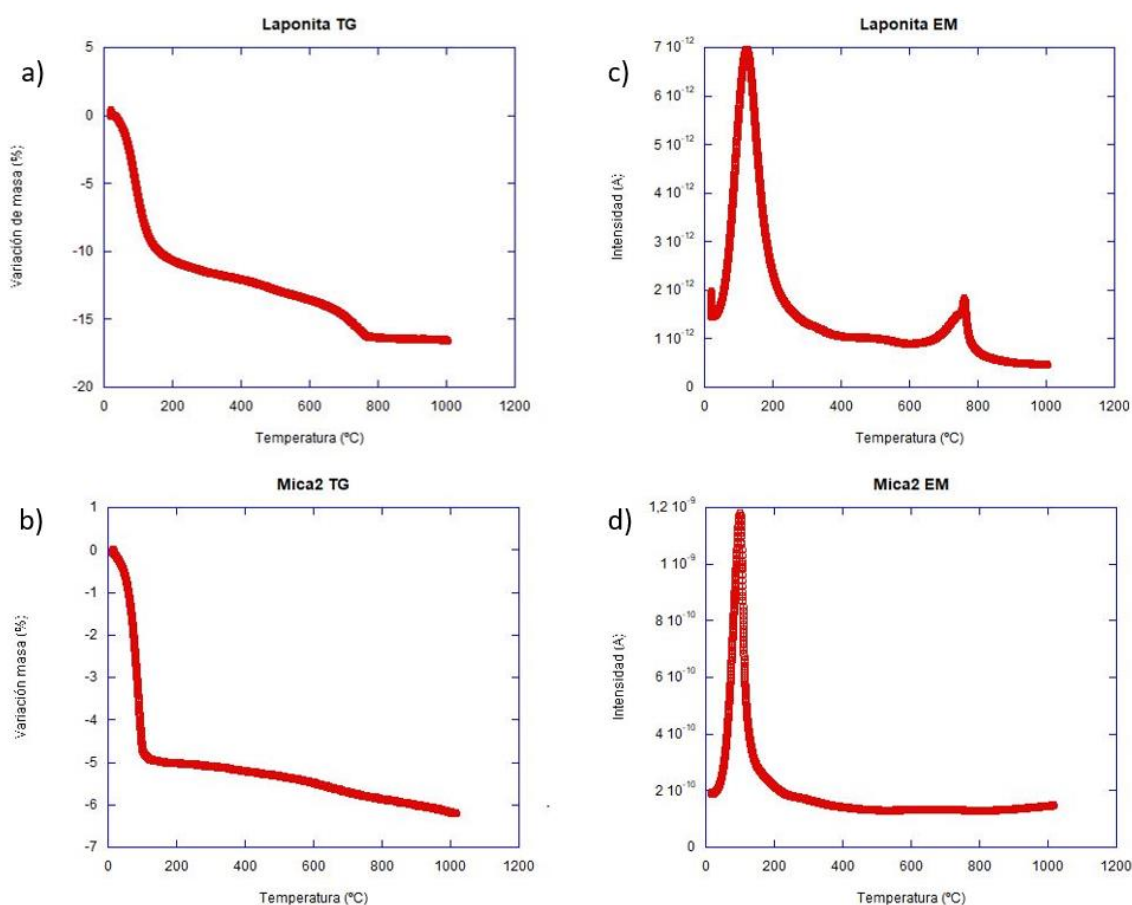 a)
Laponita TG
Variación de masa (%)
5
0
-5
-10
-15
-20
0 200 400 600 800 1000 1200
Temperatura (ºC)
c)
Laponita EM
Intensidad (A)
7 10⁻¹²
6 10⁻¹²
5 10⁻¹²
4 10⁻¹²
3 10⁻¹²
2 10⁻¹²
1 10⁻¹²
0
0 200 400 600 800 1000 1200
Temperatura (ºC)
b)
Mica2 TG
Variación masa (%)
1
0
-1
-2
-3
-4
-5
-6
-7
0 200 400 600 800 1000 1200
Temperatura (ºC)
d)
Mica2 EM
Intensidad (A)
1,2 10⁻⁹
1 10⁻⁹
8 10⁻¹⁰
6 10⁻¹⁰
4 10⁻¹⁰
2 10⁻¹⁰
0
0 200 400 600 800 1000 1200
Temperatura (ºC)